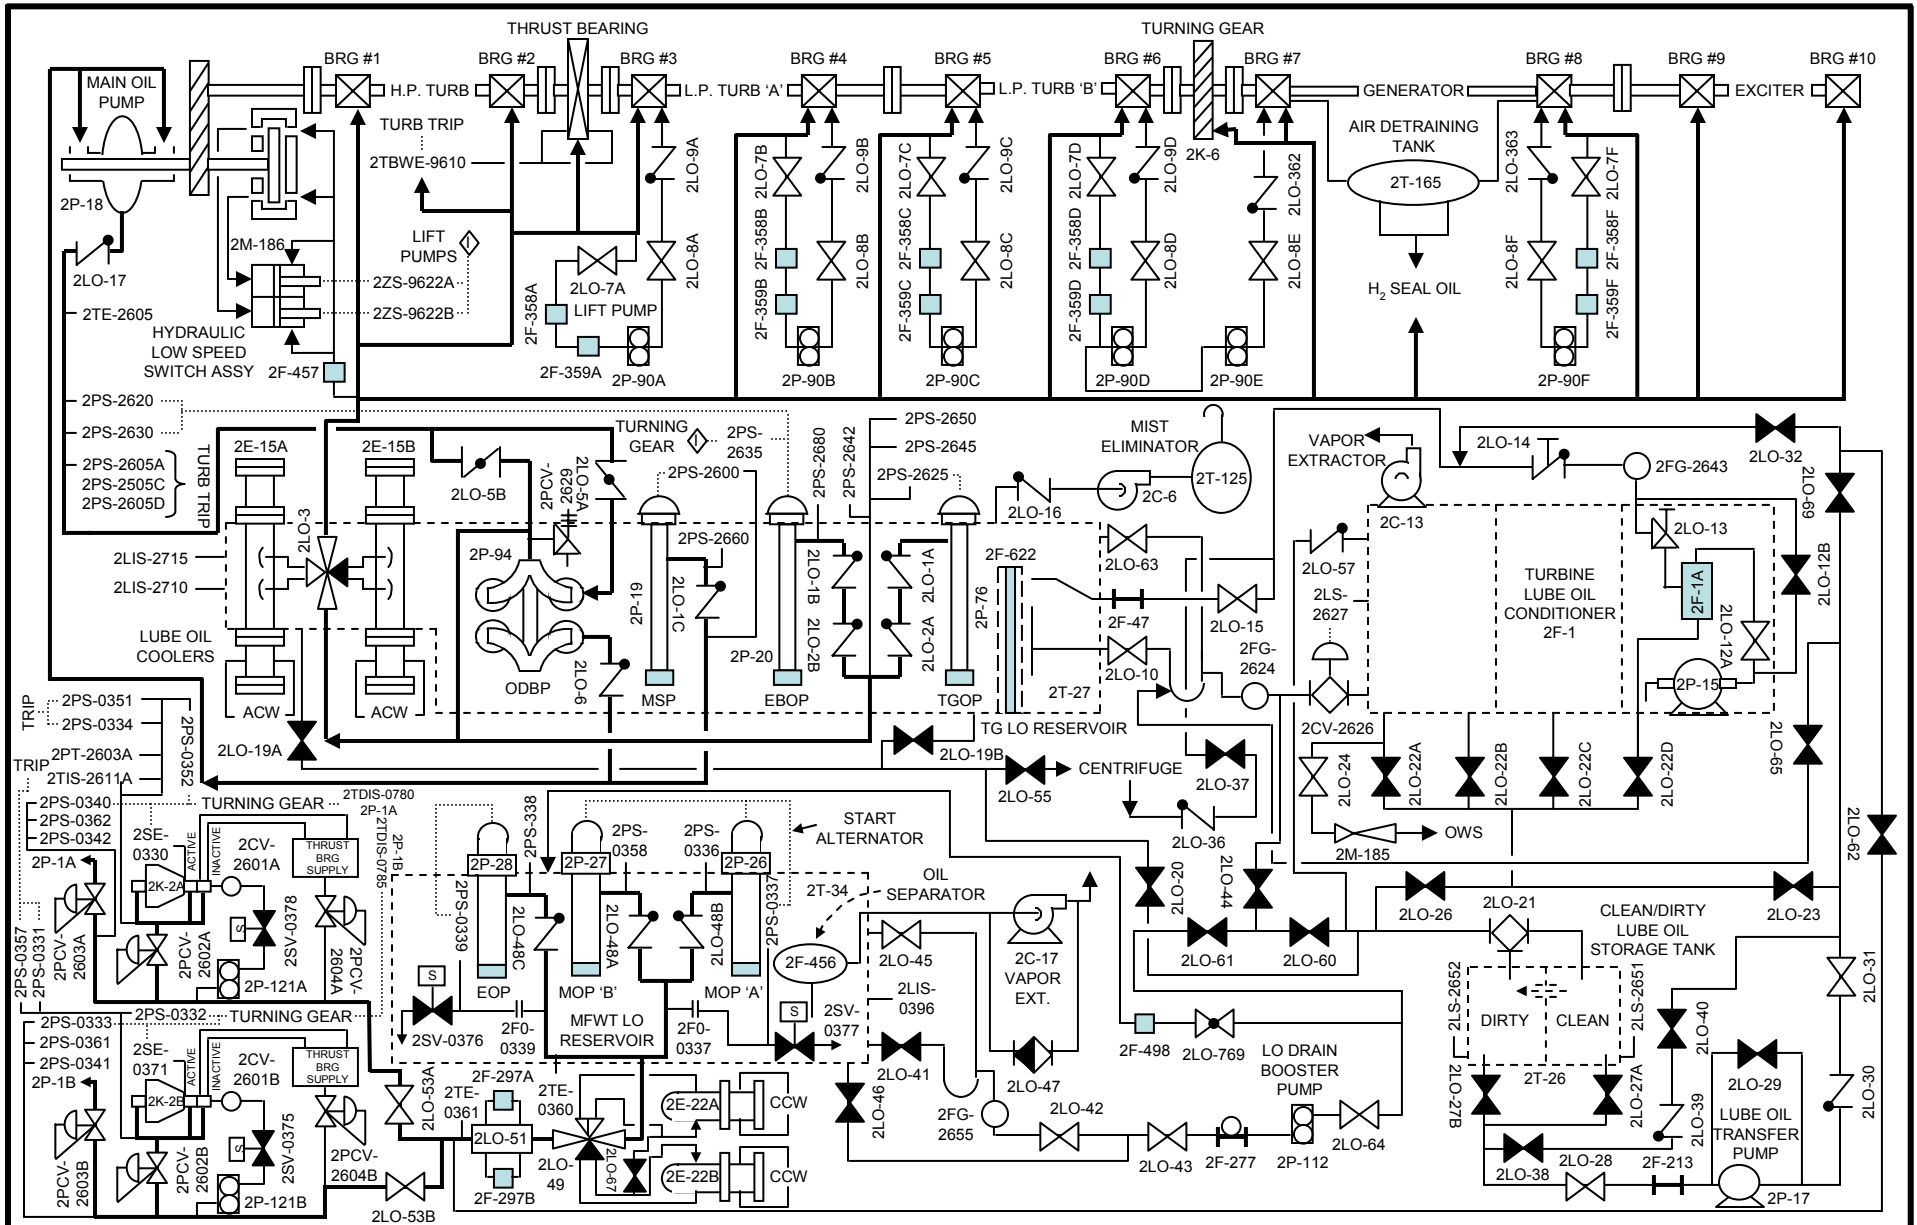 THRUST BEARING
TURNING GEAR
BRG #1
BRG #2
BRG #3
BRG #4
BRG #5
BRG #6
BRG #7
BRG #8
BRG #9
BRG #10
MAIN OIL
PUMP
H.P. TURB
L.P. TURB 'A'
L.P. TURB 'B'
GENERATOR
EXCITER
TURB TRIP
2TBWE-9610
2LO-9A
2LO-7B
2LO-9B
2LO-7C
2LO-9C
2LO-7D
2LO-9D
2K-6
2LO-362
AIR DETRAINING
TANK
2T-165
2LO-363
2LO-7F
2P-18
2M-186
LIFT
PUMPS
I
2LO-17
2ZS-9622A
2ZS-9622B
2TE-2605
HYDRAULIC
LOW SPEED
SWITCH ASSY
2F-457
2LO-7A
2LO-8A
2F-358A
LIFT PUMP
2F-359A
2P-90A
2F-358B
2F-359B
2LO-8B
2P-90B
2F-358C
2F-359C
2LO-8C
2P-90C
2F-358D
2F-359D
2LO-8D
2P-90D
2LO-8E
2P-90E
H2 SEAL OIL
2LO-8F
2F-358F
2F-359F
2P-90F
2PS-2620
2PS-2630
2PS-2605A
2PS-2505C
2PS-2605D
TURB TRIP
2E-15A
2E-15B
2LO-3
2LO-5B
2PCV-
2629
2LO-5A
TURNING
GEAR
I
2PS-
2635
2PS-2600
2PS-2680
2PS-2642
2PS-2650
2PS-2645
2PS-2625
MIST
ELIMINATOR
2T-125
2C-6
2LO-16
VAPOR
EXTRACTOR
2C-13
2LO-14
2FG-2643
2LO-32
2LO-69
2LIS-2715
2LIS-2710
LUBE OIL
COOLERS
ACW
ACW
2P-94
ODBP
2LO-6
2P-19
MSP
2PS-2660
2LO-1C
2P-20
EBOP
2LO-1B
2LO-2B
2LO-1A
2LO-2A
TGOP
2P-76
2F-622
2LO-63
2F-47
2LO-15
2LO-10
2T-27
TG LO RESERVOIR
2FG-
2624
2LO-57
2LS-
2627
2CV-2626
TURBINE
LUBE OIL
CONDITIONER
2F-1
2LO-13
2F-1A
2LO-12A
2LO-12B
2P-15
TRIP
2PS-0351
2PS-0334
2PT-2603A
2TIS-2611A
TRIP
2PS-0352
2LO-19A
2LO-19B
2LO-55
CENTRIFUGE
2LO-37
2LO-36
2LO-24
2LO-22A
2LO-22B
2LO-22C
2LO-22D
2LO-65
2LO-62
OWS
2M-185
2PS-0340
2PS-0362
2PS-0342
TURNING GEAR
2TDIS-0780
2P-1A
2TDIS-0785
2P-1B
2SE-
0330
ACTIVE
INACTIVE
2CV-
2601A
THRUST
BRG
SUPPLY
2P-1A
2K-2A
2PCV-
2603A
2PCV-
2602A
S
2SV-0378
2PCV-
2604A
2P-121A
2PS-0357
2PS-0331
2PS-338
2PS-
0358
2PS-
0336
START
ALTERNATOR
2P-28
2P-27
2P-26
2PS-0339
2LO-48C
2LO-48A
2LO-48B
2PS-0337
2T-34
OIL
SEPARATOR
2F-456
S
EOP
MOP 'B'
MOP 'A'
2SV-0376
2F0-
0339
MFWT LO
RESERVOIR
2F0-
0337
S
2SV-
0377
2LO-45
2LIS-
0396
2C-17
VAPOR
EXT.
2LO-20
2LO-44
2LO-61
2LO-60
2LO-26
2LO-21
2LO-23
CLEAN/DIRTY
LUBE OIL
STORAGE TANK
2LS-2652
2LS-2651
DIRTY
CLEAN
2T-26
2LO-40
2LO-31
2PS-0333
2PS-0332
TURNING GEAR
2PS-0361
2PS-0341
2SE-
0371
ACTIVE
INACTIVE
2CV-
2601B
THRUST
BRG
SUPPLY
2P-1B
2K-2B
2PCV-
2603B
2PCV-
2602B
S
2SV-0375
2PCV-
2604B
2P-121B
2LO-53A
2LO-53B
2TE-
0361
2F-297A
2LO-51
2F-297B
2TE-
0360
2LO-
49
2LO-67
2E-22A
CCW
2E-22B
CCW
2LO-46
2LO-41
2LO-47
2F-498
2LO-769
LO DRAIN
BOOSTER
PUMP
2FG-
2655
2LO-42
2LO-43
2F-277
2P-112
2LO-64
2LO-27B
2LO-27A
2LO-39
2LO-38
2LO-28
2F-213
2LO-29
2LO-30
LUBE OIL
TRANSFER
PUMP
2P-17